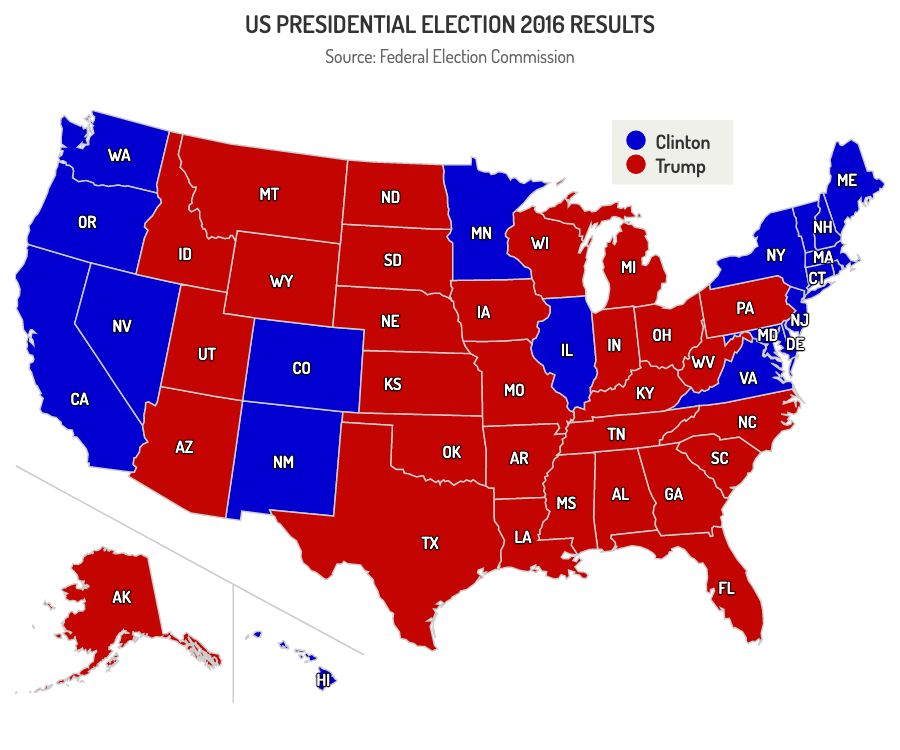 US PRESIDENTIAL ELECTION 2016 RESULTS
Source: Federal Election Commission
Clinton
Trump
WA
ME
MT
ND
OR
MN
NH
WI
NY
ID
SD
MA
MI
WY
CT
PA
IA
NE
NJ
NV
OH
MD
IN
DE
UT
IL
WV
CO
VA
KS
MO
KY
CA
NC
TN
AZ
OK
AR
SC
NM
MS
AL
GA
LA
TX
FL
AK
HI